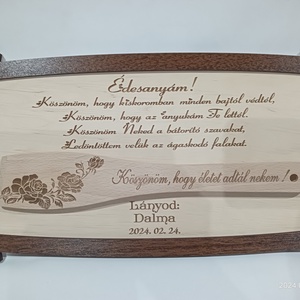 Édesanyám!
Köszönöm, hogy kiskoromban minden bajtól védtél,
Köszönöm, hogy az anyukám Te lettél.
Köszönöm Neked a bátorító szavakat,
Ledöntöttem velük az ágaskodó falakat.
Köszönöm, hogy életet adtál nekem!
Lányod:
Dalma
2024. 02. 24.